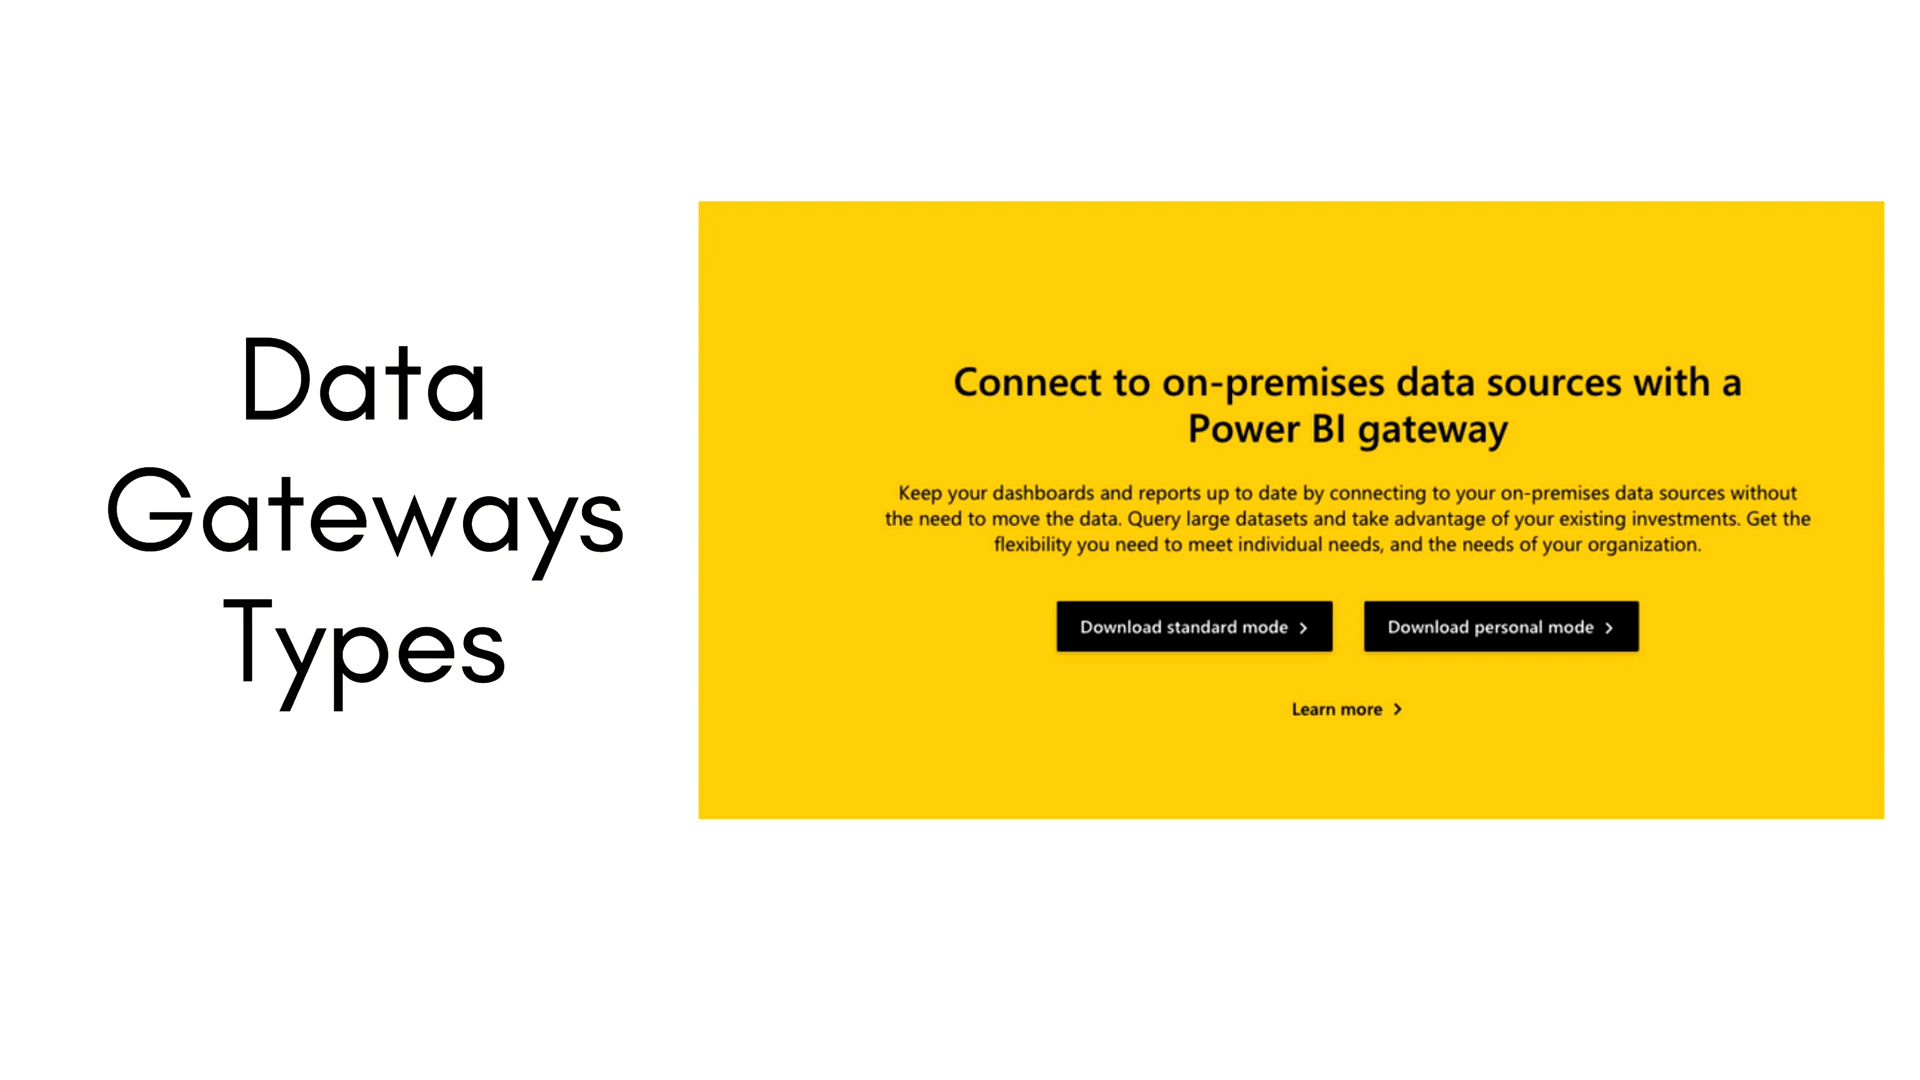 Data
Gateways
Types
Connect to on-premises data sources with a
Power BI gateway
Keep your dashboards and reports up to date by connecting to your on-premises data sources without
the need to move the data. Query large datasets and take advantage of your existing investments. Get the
flexibility you need to meet individual needs, and the needs of your organization.
Download standard mode >
Download personal mode >
Learn more >